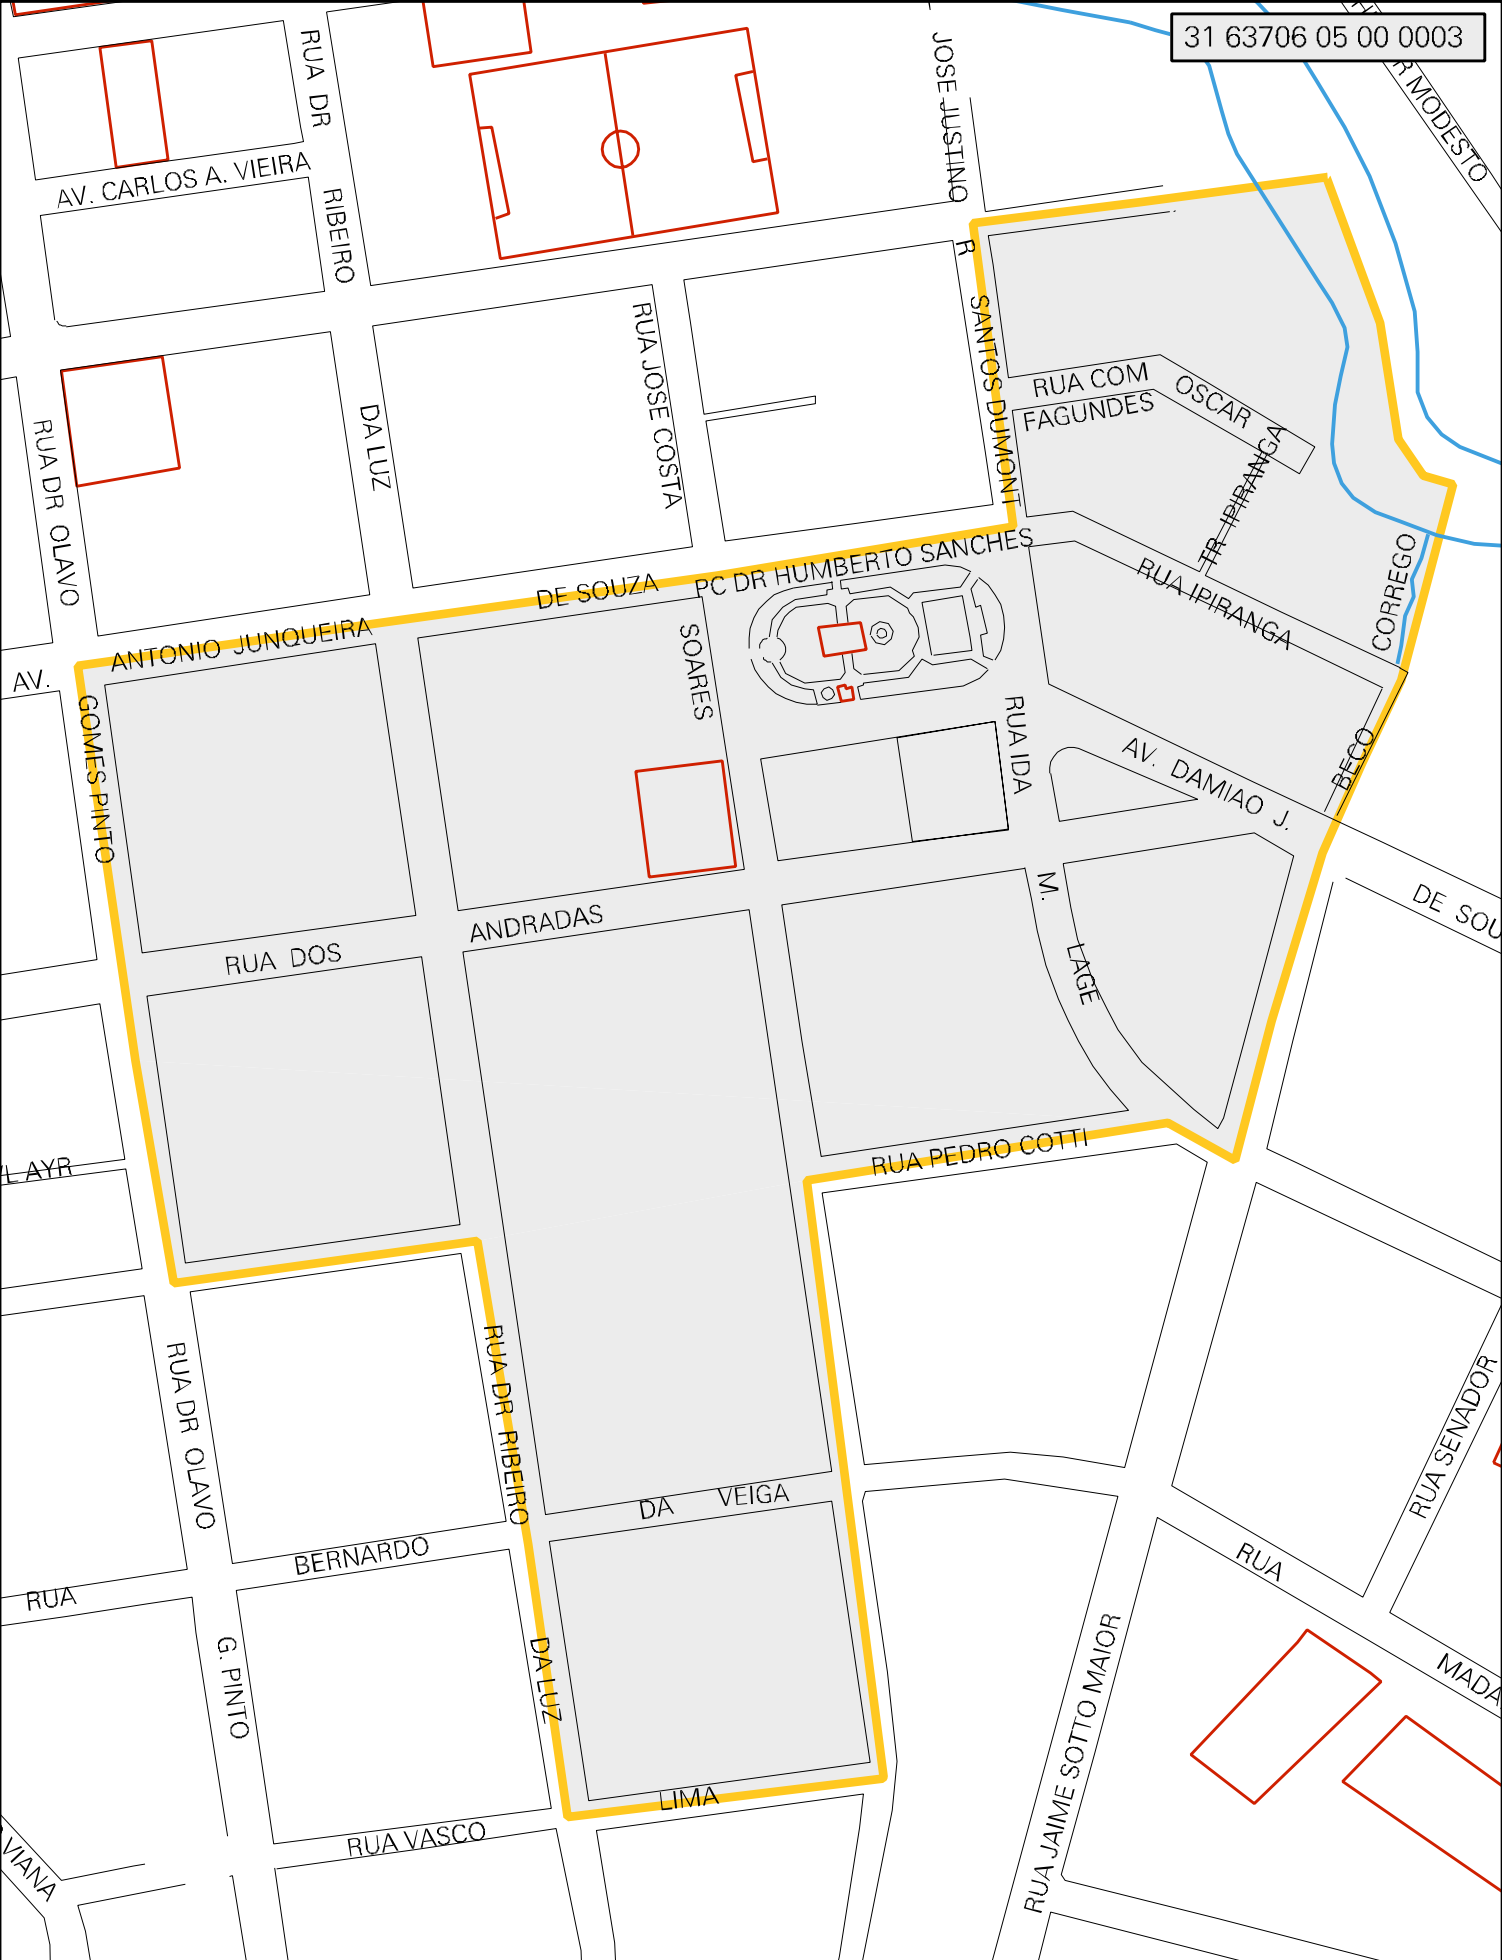 31 63706 05 00 0003
RUA DR
RIBEIRO
DA LUZ
JOSE JUSTINO
R MODESTO
AV. CARLOS A. VIEIRA
R
SANTOS DUMONT
RUA JOSE COSTA
RUA COM
OSCAR
FAGUNDES
TR IPIRANGA
RUA IPIRANGA
CORREGO
RUA DR OLAVO
GOMES PINTO
AV.
ANTONIO JUNQUEIRA
DE SOUZA
PC DR HUMBERTO SANCHES
SOARES
RUA IDA
M.
LAGE
AV. DAMIAO J.
DE SOU
BECO
RUA DOS
ANDRADAS
L AYR
RUA PEDRO COTTI
RUA DR OLAVO
G. PINTO
RUA DR RIBEIRO
DA LUZ
RUA
BERNARDO
DA VEIGA
RUA SENADOR
RUA
MADA
RUA JAIME SOTTO MAIOR
LIMA
RUA VASCO
VIANA